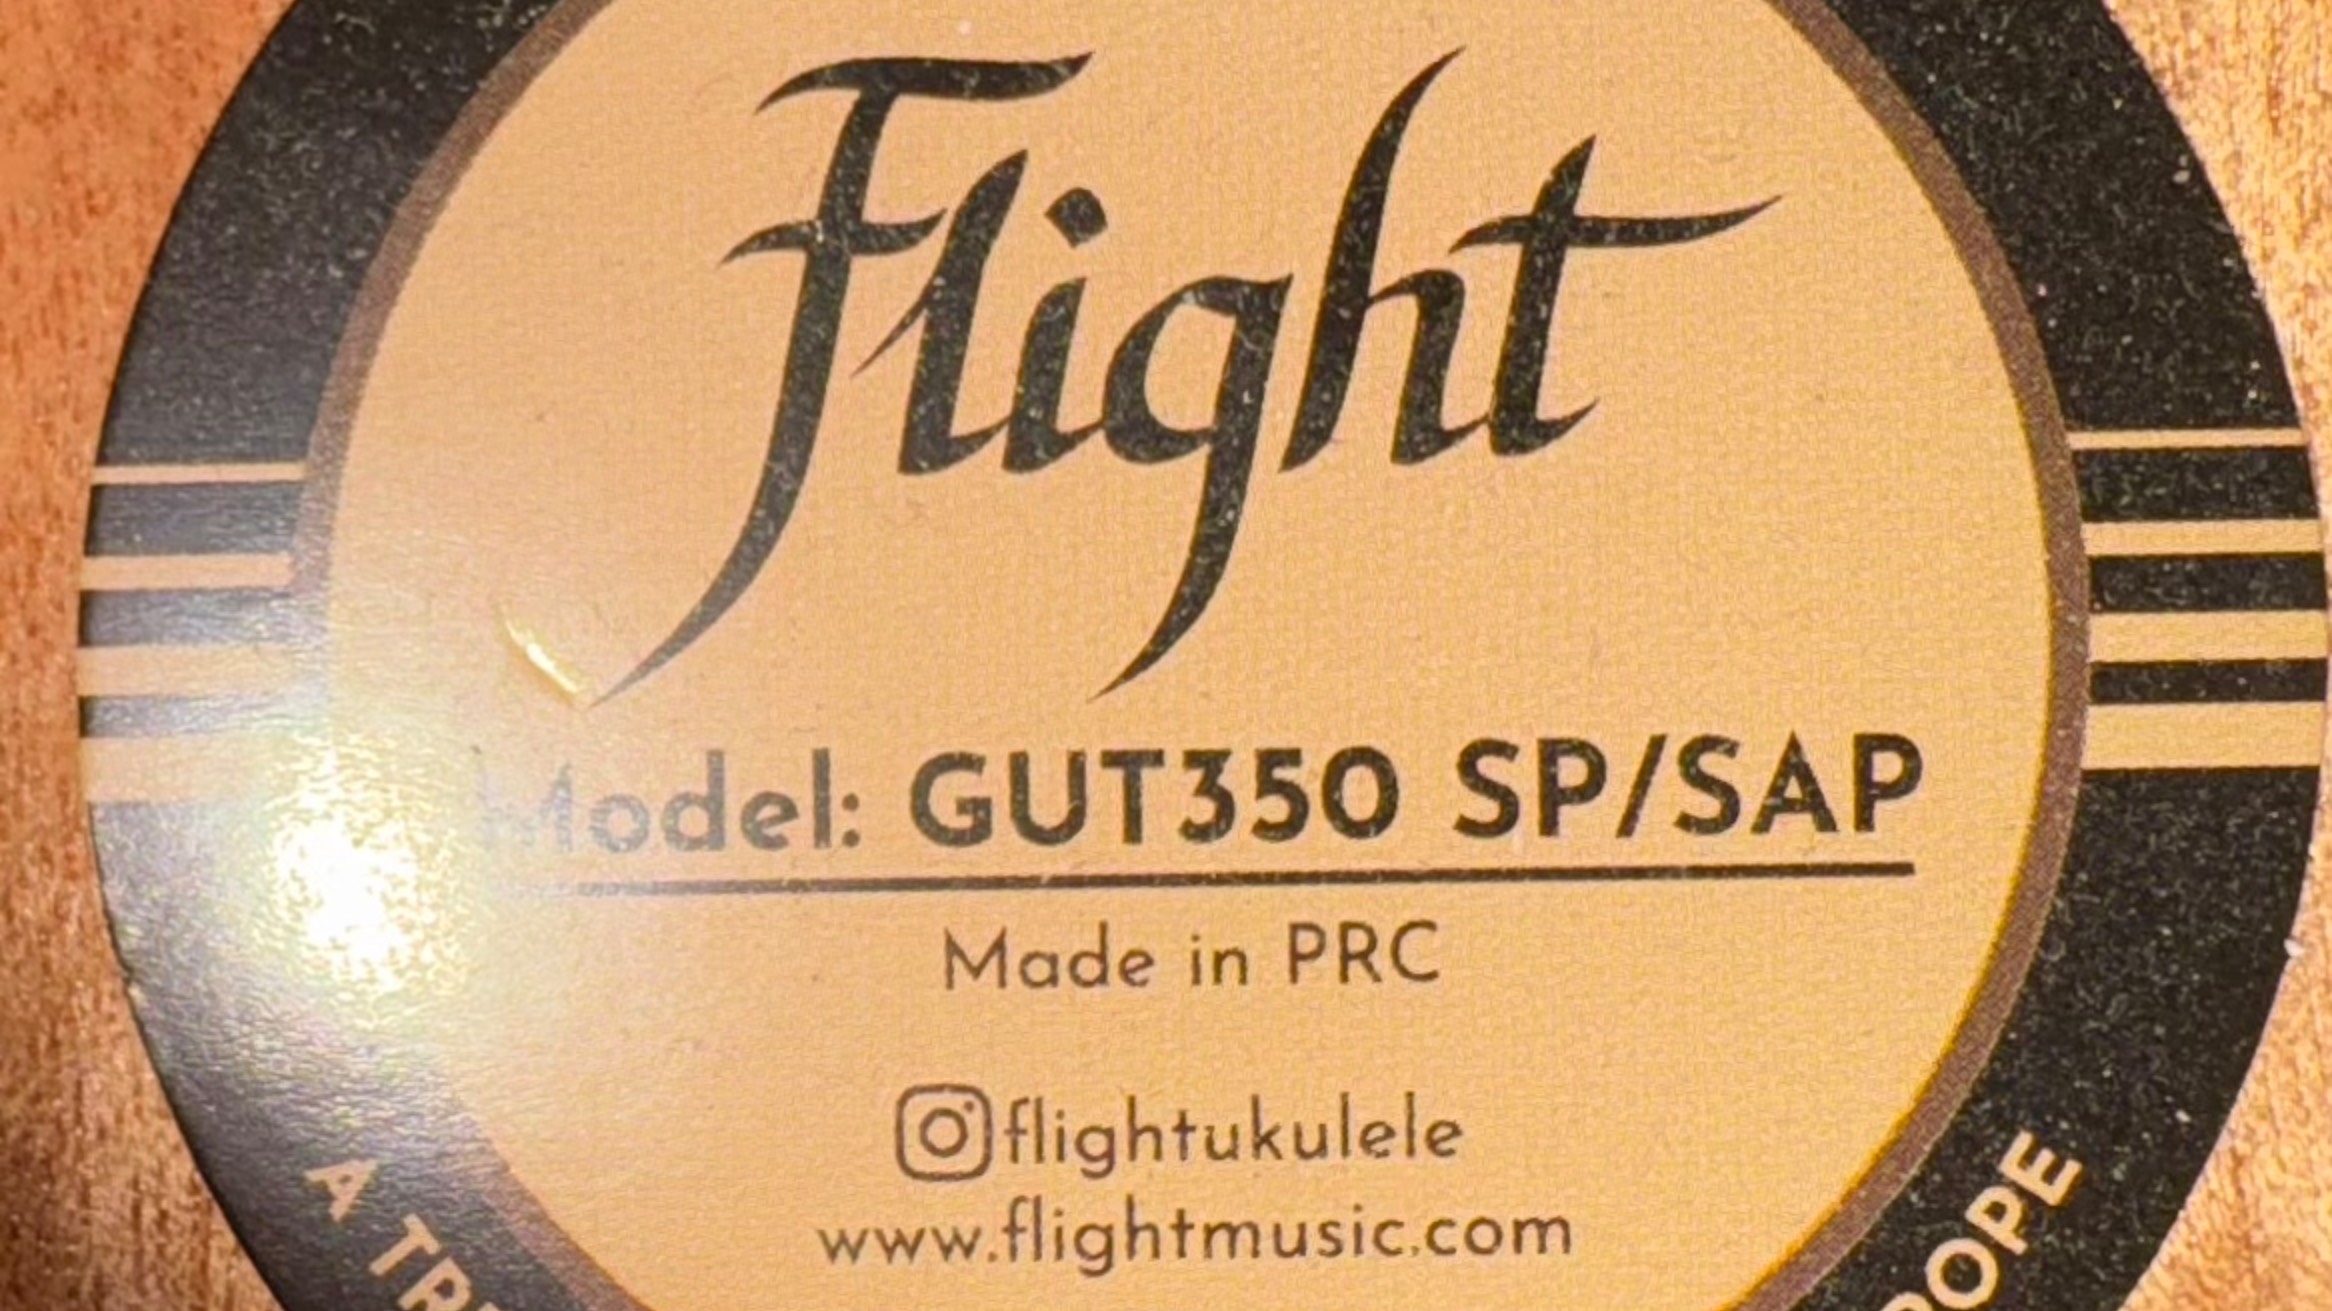 Flight
Model: GUT350 SP/SAP
Made in PRC
flightukulele
www.flightmusic.com
A